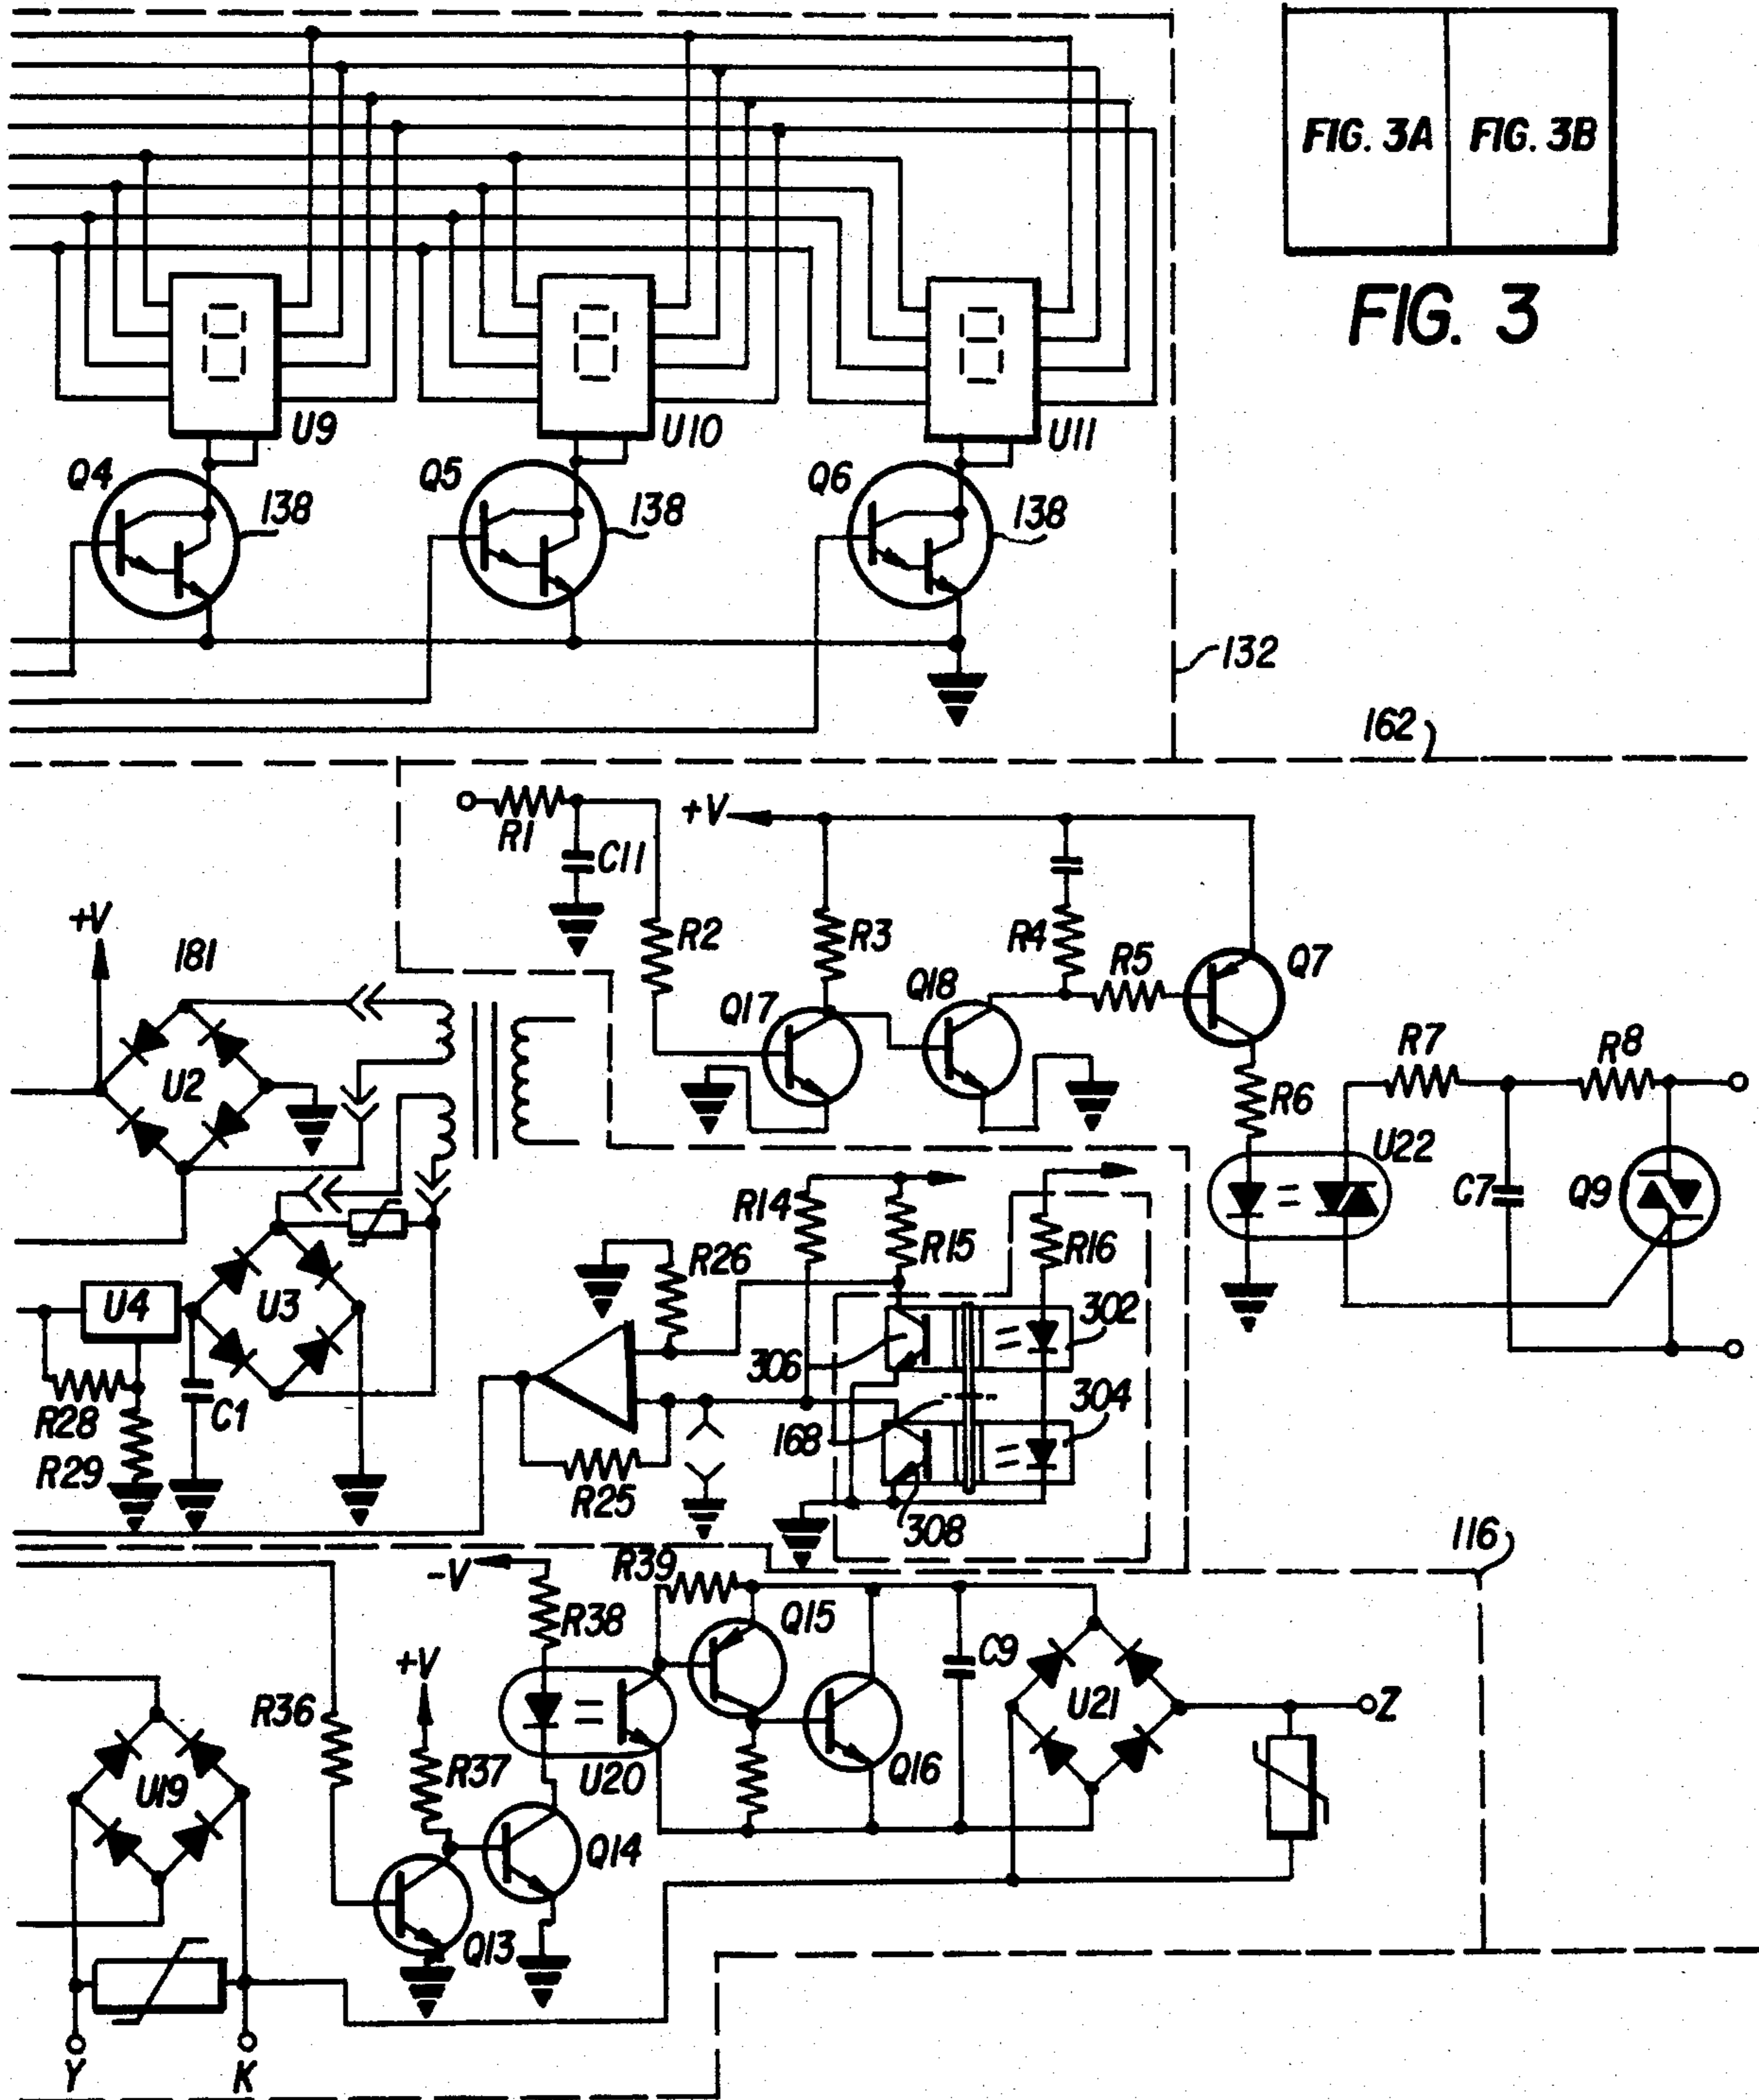 FIG. 3A FIG. 3B
FIG. 3
U9 U10 U11
Q4 138 Q5 138 Q6 138
132
162
R1 C11 +V
+V 181 R2 R3 R4 R5 Q7
Q17 Q18
U2 R7 R8
R6 U22
C7 Q9
R14 R15 R16
R26
U4 U3 302
306
304
R28 C1 168
R29 R25
308
116
-V R39
R38 Q15
+V C9
R36 U21 Z
R37 U20 Q16
U19
Q14
Q13
Y K